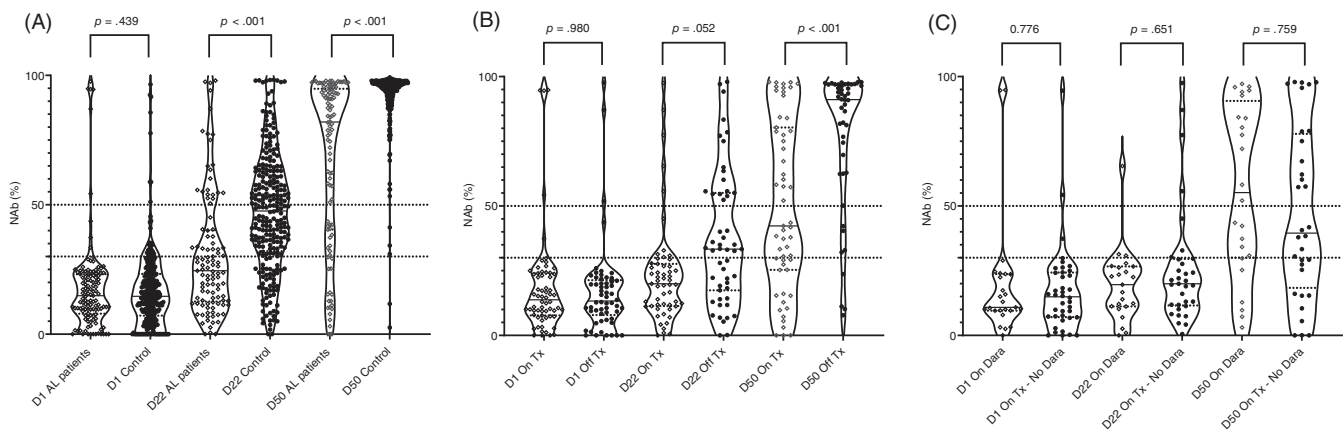 (A)
p = .439
p < .001
p < .001
100
50
0
NAb (%)
D1 AL patients
D1 Control
D22 AL patients
D22 Control
D50 AL patients
D50 Control
(B)
p = .980
p = .052
p < .001
100
50
0
NAb (%)
D1 On Tx
D1 Off Tx
D22 On Tx
D22 Off Tx
D50 On Tx
D50 Off Tx
(C)
0.776
p = .651
p = .759
100
50
0
NAb (%)
D1 On Dara
D1 On Tx - No Dara
D22 On Dara
D22 On Tx - No Dara
D50 On Dara
D50 On Tx - No Dara